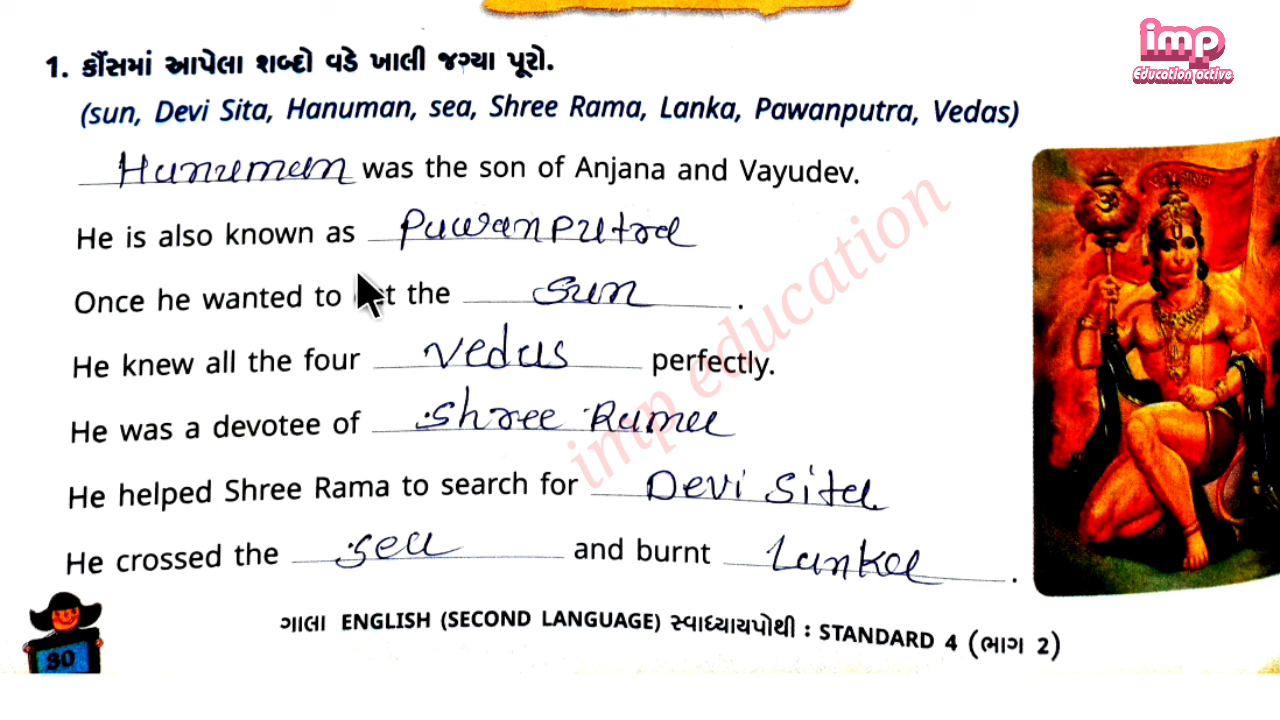 imp
Education active
1. કૌંસમાં આપેલા શબ્દો વડે ખાલી જગ્યા પૂરો.
(sun, Devi Sita, Hanuman, sea, Shree Rama, Lanka, Pawanputra, Vedas)
Hanuman was the son of Anjana and Vayudev.
He is also known as Pawanputra
Once he wanted to the sun.
He knew all the four Vedas perfectly.
He was a devotee of Shree Rama
He helped Shree Rama to search for Devi Sita.
He crossed the sea and burnt Lanka.
imp education
30
ગાલા ENGLISH (SECOND LANGUAGE) સ્વાધ્યાયપોથી : STANDARD 4 (ભાગ 2)